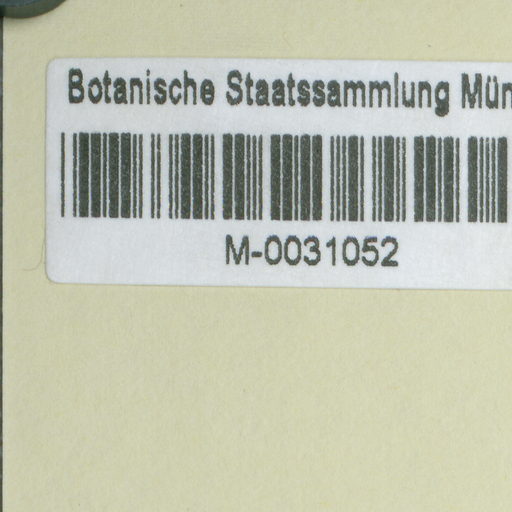 Botanische Staatssammlung Mün
M-0031052